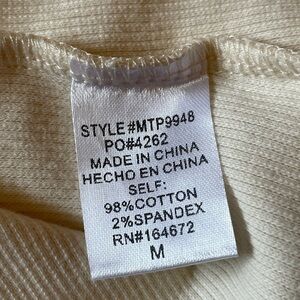 STYLE #MTP9948
PO#4262
MADE IN CHINA
HECHO EN CHINA
SELF:
98%COTTON
2%SPANDEX
RN#164672
M